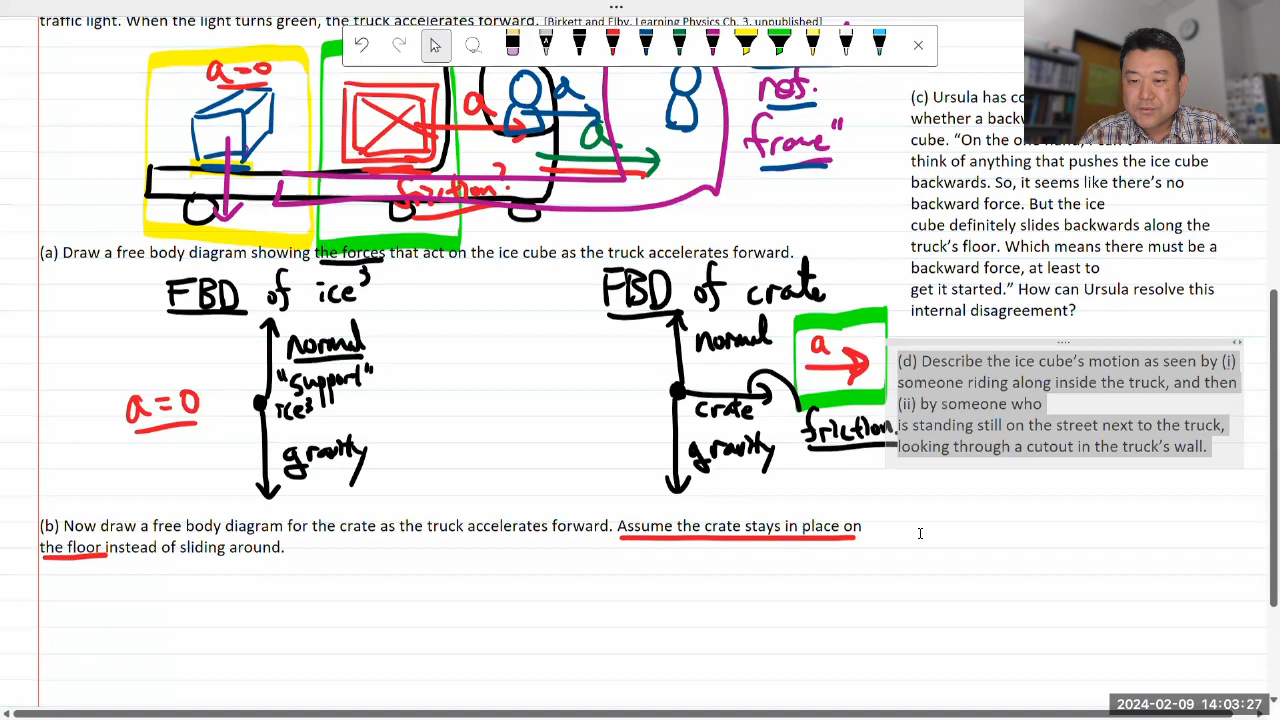 traffic light. When the light turns green, the truck accelerates forward. [Birkett and Elby, Learning Physics Ch. 3, unpublished]
a=0
a
a
a
not.
frame"
friction?
(a) Draw a free body diagram showing the forces that act on the ice cube as the truck accelerates forward.
FBD of ice³
normal
"support"
ice³
gravity
a=0
FBD of crate
normal
crate
gravity
a
friction
(b) Now draw a free body diagram for the crate as the truck accelerates forward. Assume the crate stays in place on
the floor instead of sliding around.
(c) Ursula has
whether a
cube. "On the
think of anything that pushes the ice cube
backwards. So, it seems like there's no
backward force. But the ice
cube definitely slides backwards along the
truck's floor. Which means there must be a
backward force, at least to
get it started." How can Ursula resolve this
internal disagreement?
(d) Describe the ice cube's motion as seen by (i)
someone riding along inside the truck, and then
(ii) by someone who
is standing still on the street next to the truck,
looking through a cutout in the truck's wall.
2024-02-09 14:03:27